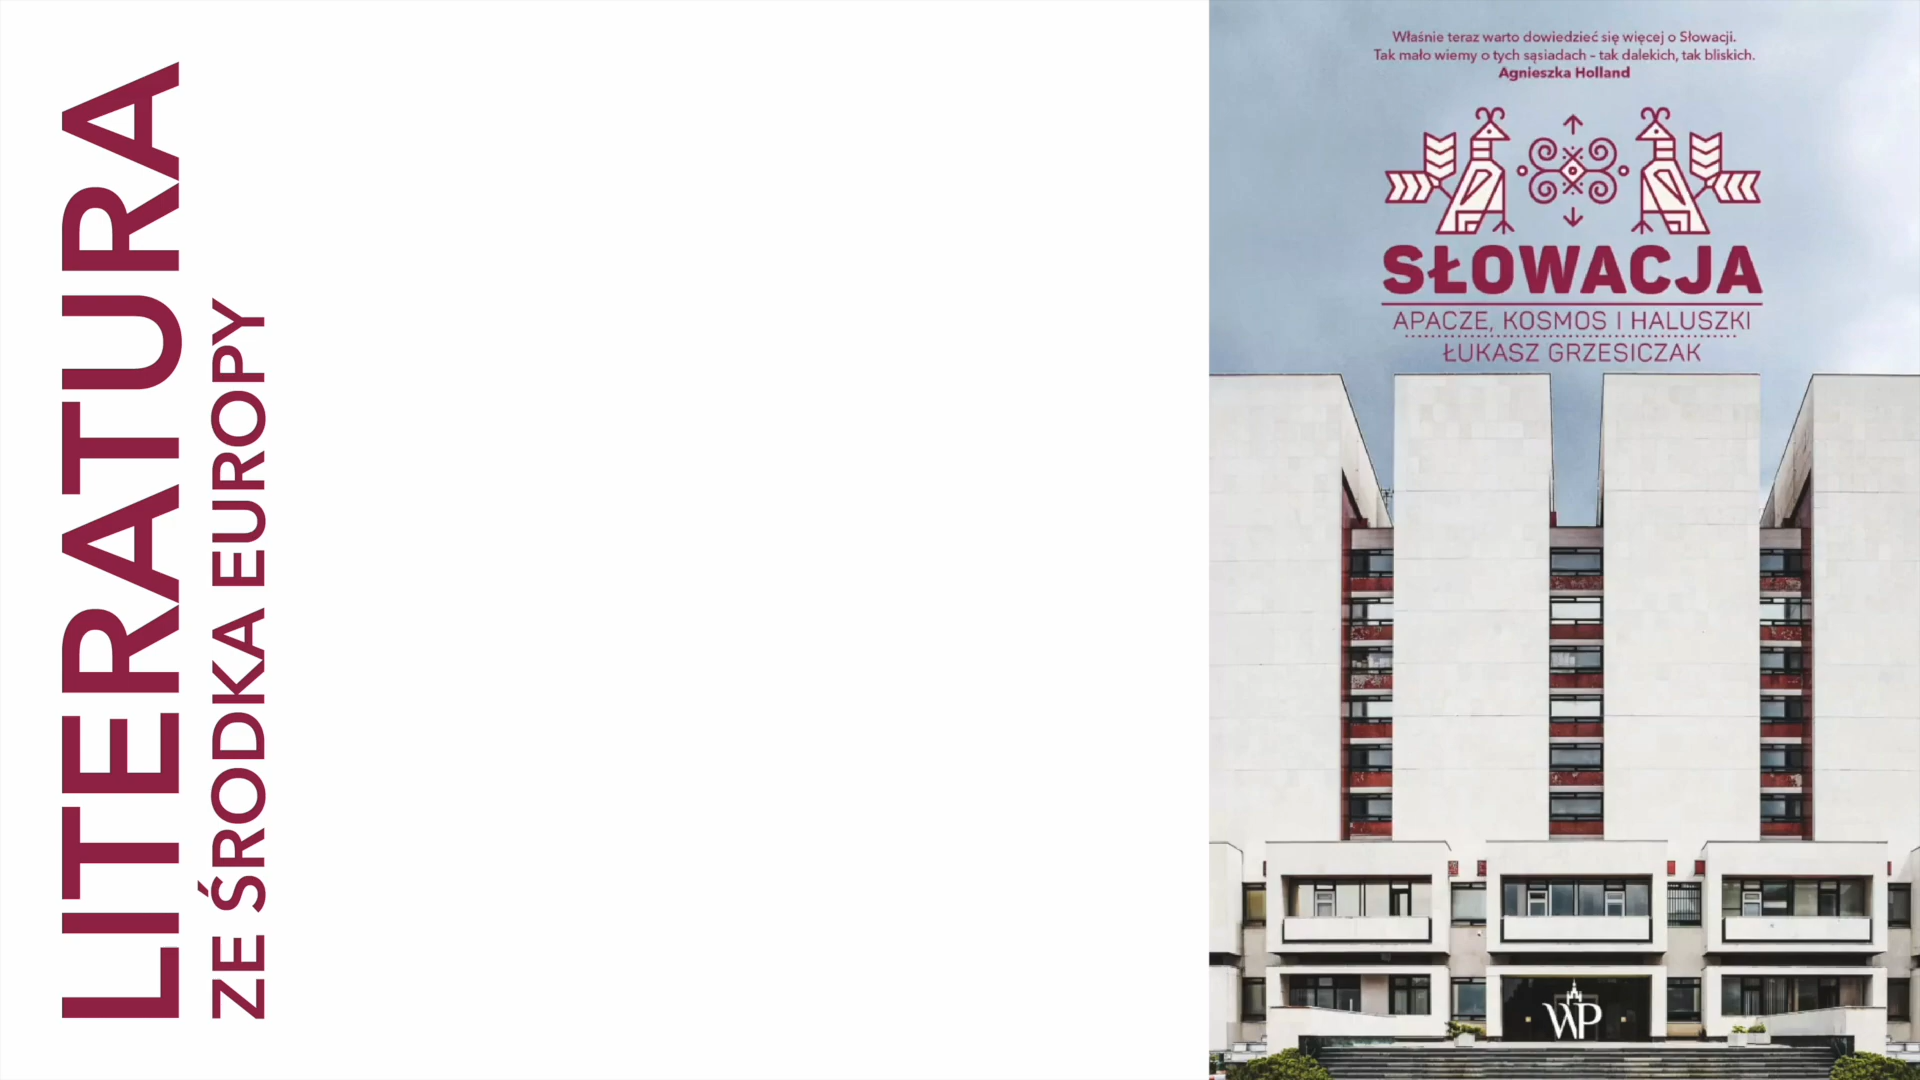 LITERATURA
ZE ŚRODKA EUROPY
Właśnie teraz warto dowiedzieć się więcej o Słowacji.
Tak mało wiemy o tych sąsiadach – tak dalekich, tak bliskich.
Agnieszka Holland
SŁOWACJA
APACZE, KOSMOS I HALUSZKI
ŁUKASZ GRZESICZAK
WP